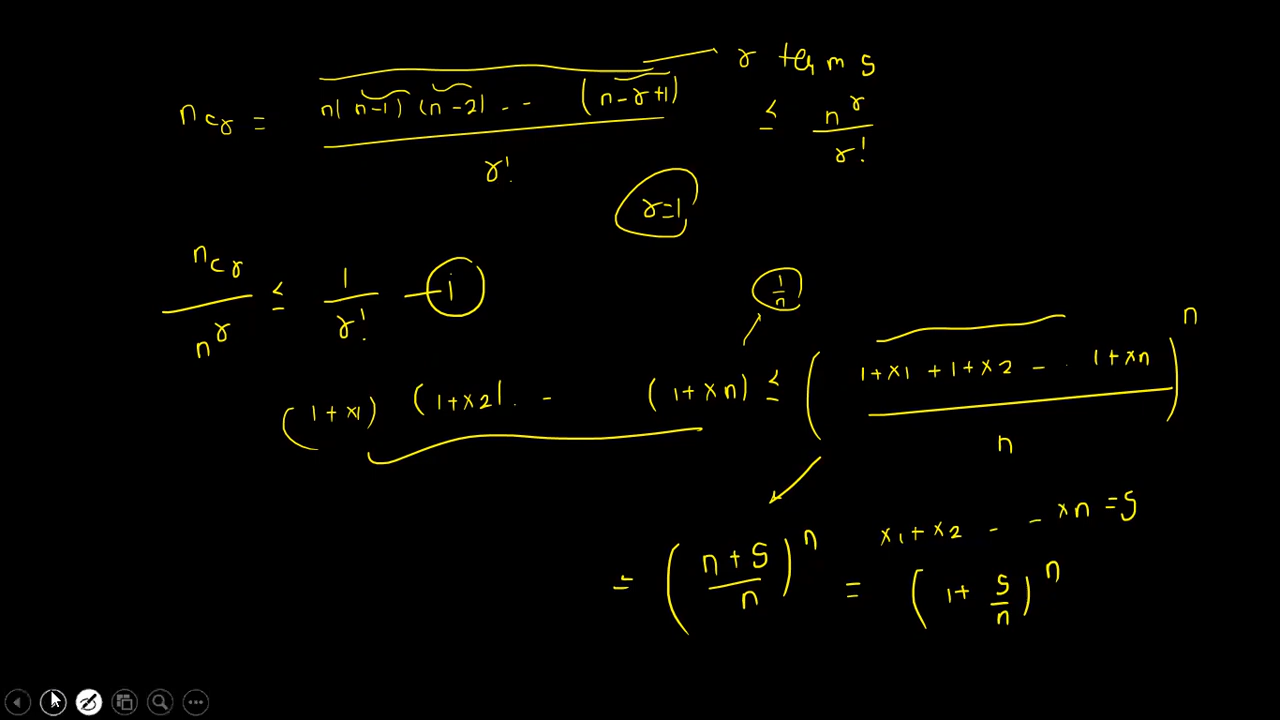 r terms
nCr = n(n-1)(n-2)... (n-r+1) / r! ≤ n^r / r!
r=1
nCr / n^r ≤ 1 / r! — i
1/n
(1+x1) (1+x2). - (1+xn) ≤ ( 1+x1 + 1+x2 - . 1+xn / n )^n
x1+x2 - - xn = S
= ( n+S / n )^n = ( 1+ S/n )^n